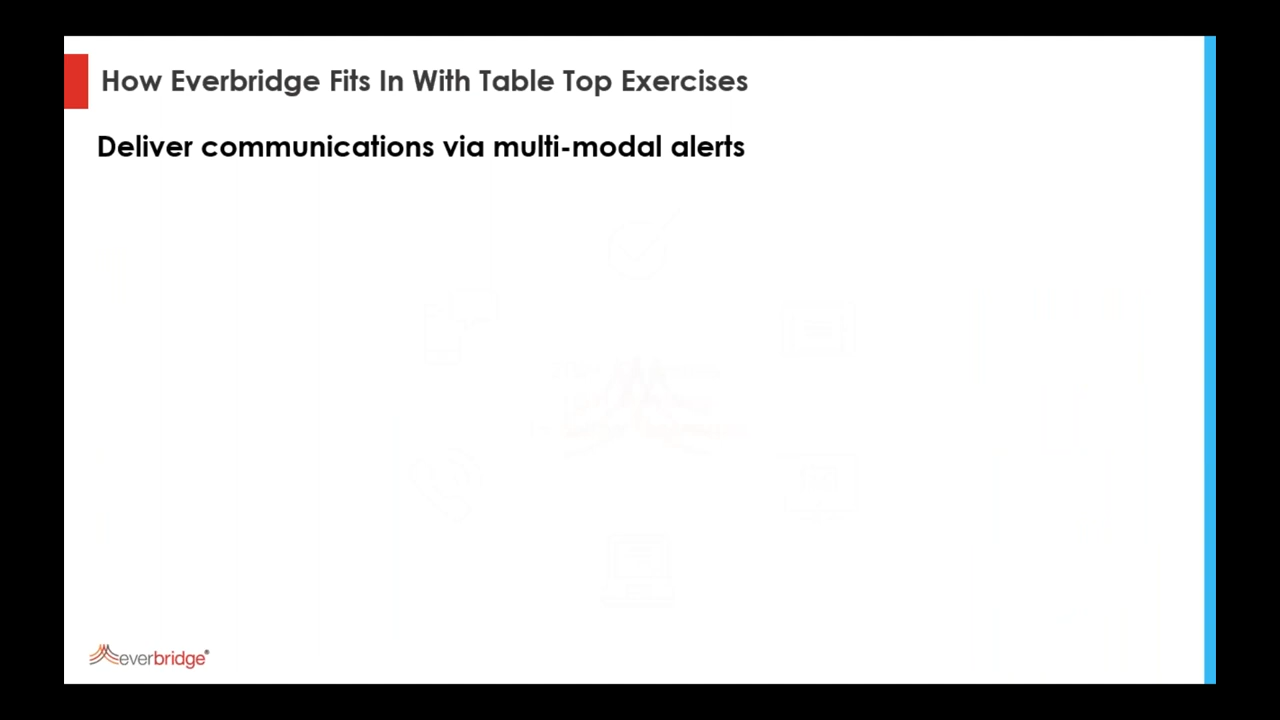 How Everbridge Fits In With Table Top Exercises
Deliver communications via multi-modal alerts
everbridge®